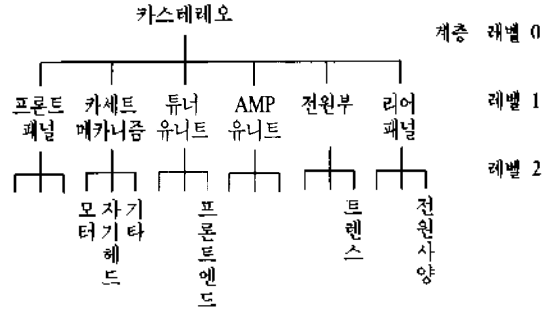 카스테레오
계층 레벨 0
프론트 패널
카세트 메카니즘
튜너 유니트
AMP 유니트
전원부
리어 패널
레벨 1
레벨 2
모터
자기헤드
기타
프론트엔드
트렌스
전원사양